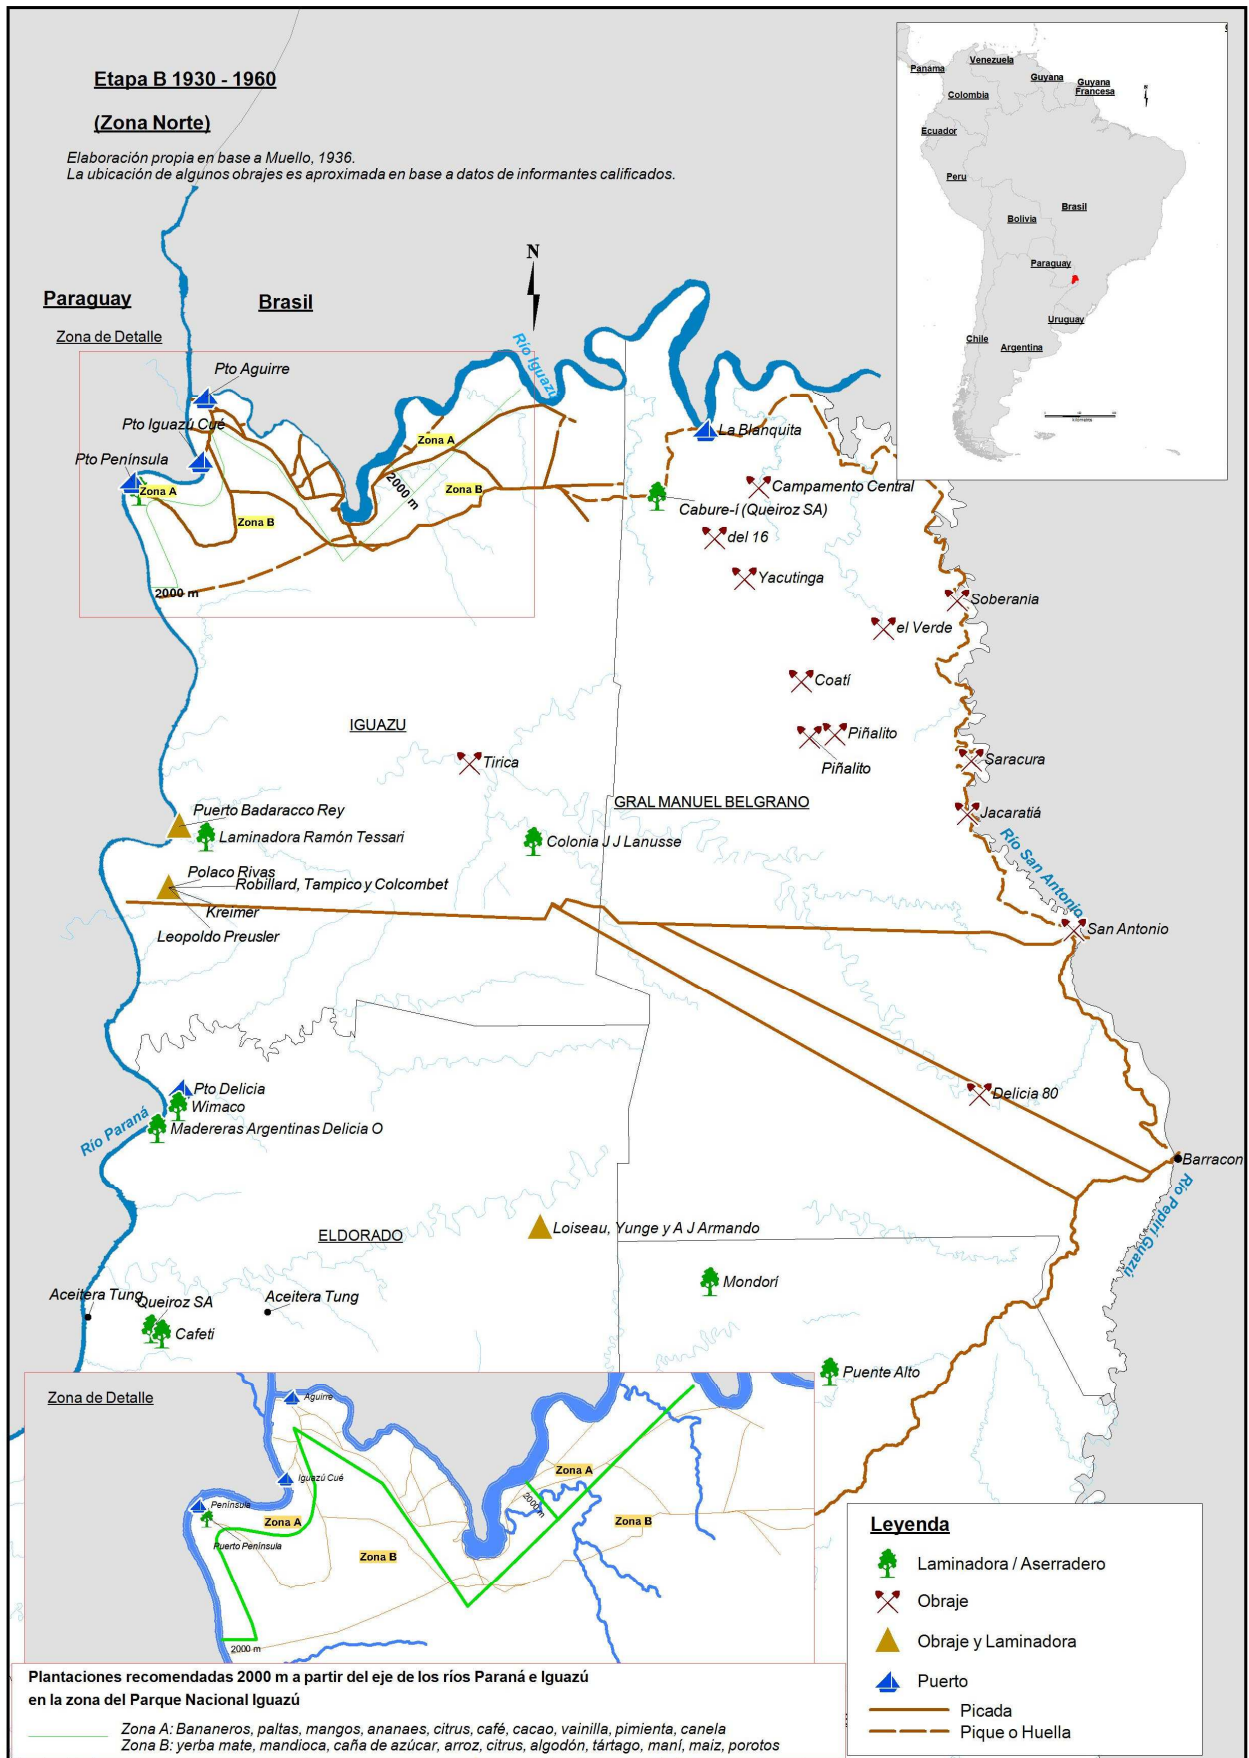 Etapa B 1930 - 1960
(Zona Norte)
Elaboración propia en base a Muello, 1936.
La ubicación de algunos obrajes es aproximada en base a datos de informantes calificados.
Panama
Venezuela
Guyana
Guyana
Francesa
Colombia
Ecuador
Peru
Brasil
Bolivia
Paraguay
Uruguay
Chile
Argentina
N
Paraguay
Brasil
Zona de Detalle
Río Iguazú
Pto Aguirre
Pto Iguazú Cué
Pto Península
Zona A
Zona B
Zona A
Zona B
2000 m
2000 m
La Blanquita
Campamento Central
Cabure-í (Queiroz SA)
del 16
Yacutinga
Soberania
el Verde
Coatí
IGUAZU
Piñalito
Piñalito
Tirica
Saracura
GRAL MANUEL BELGRANO
Jacaratiá
Puerto Badaracco Rey
Laminadora Ramón Tessari
Colonia J J Lanusse
Río San Antonio
Polaco Rivas
Robillard, Tampico y Colcombet
Kreimer
Leopoldo Preusler
San Antonio
Pto Delicia
Wimaco
Madereras Argentinas Delicia O
Río Paraná
Delicia 80
Barracon
Río Pepirí Guazú
Loiseau, Yunge y A J Armando
ELDORADO
Mondorí
Aceitera Tung
Queiroz SA
Aceitera Tung
Cafeti
Puente Alto
Zona de Detalle
Aguirre
Iguazú Cué
Península
Puerto Península
Zona A
Zona B
Zona A
Zona B
2000 m
2000 m
Plantaciones recomendadas 2000 m a partir del eje de los ríos Paraná e Iguazú
en la zona del Parque Nacional Iguazú
Zona A: Bananeros, paltas, mangos, ananaes, citrus, café, cacao, vainilla, pimienta, canela
Zona B: yerba mate, mandioca, caña de azúcar, arroz, citrus, algodón, tártago, maní, maiz, porotos
Leyenda
Laminadora / Aserradero
Obraje
Obraje y Laminadora
Puerto
Picada
Pique o Huella